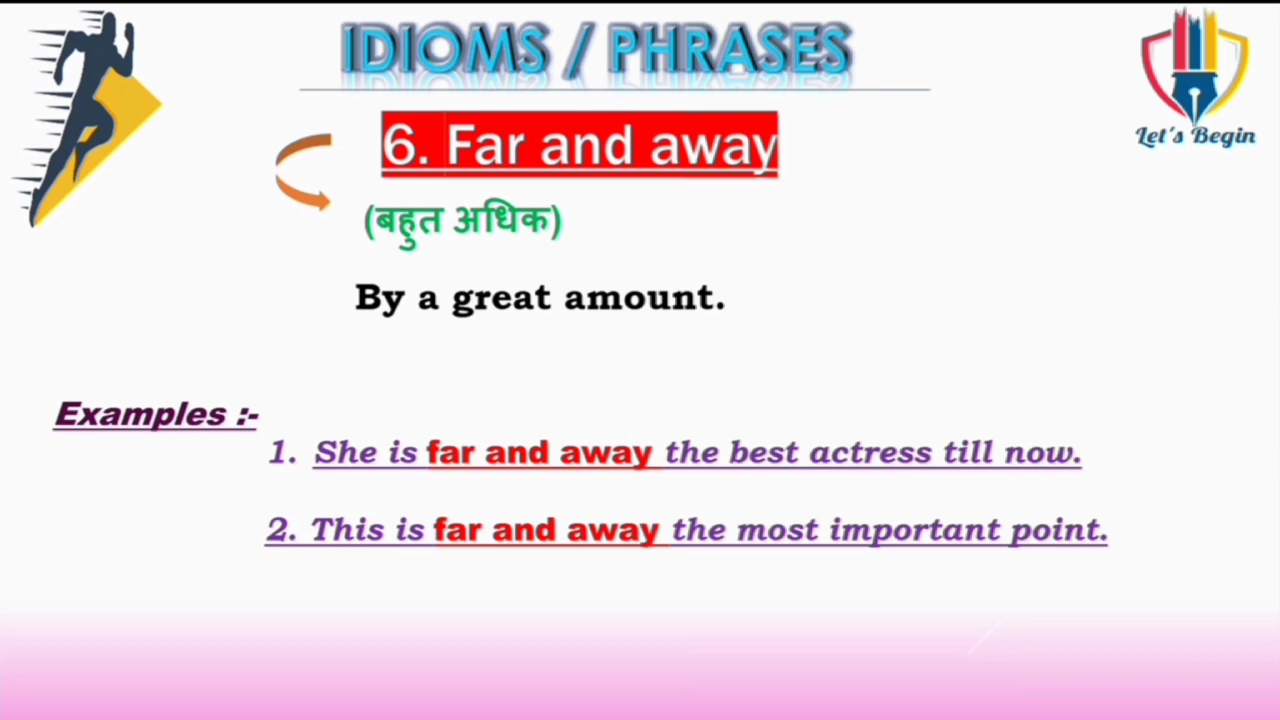 IDIOMS / PHRASES
Let's Begin
6. Far and away
(बहुत अधिक)
By a great amount.
Examples :-
1. She is far and away the best actress till now.
2. This is far and away the most important point.